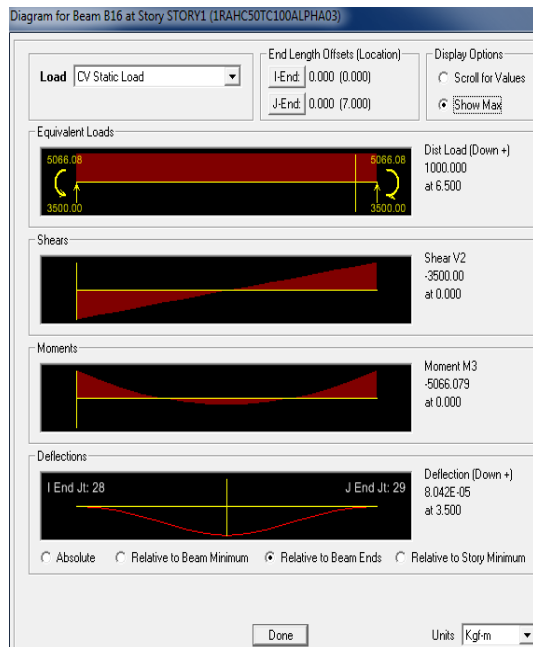 Diagram for Beam B16 at Story STORY1 (1RAHC50TC100ALPHA03)
Load CV Static Load
End Length Offsets (Location)
I-End: 0.000 (0.000)
J-End: 0.000 (7.000)
Display Options
Scroll for Values
Show Max
Equivalent Loads
5066.08 5066.08
3500.00 3500.00
Dist Load (Down +)
1000.000
at 6.500
Shears
Shear V2
-3500.00
at 0.000
Moments
Moment M3
-5066.079
at 0.000
Deflections
I End Jt: 28 J End Jt: 29
Deflection (Down +)
8.042E-05
at 3.500
Absolute Relative to Beam Minimum Relative to Beam Ends Relative to Story Minimum
Done Units Kgf-m